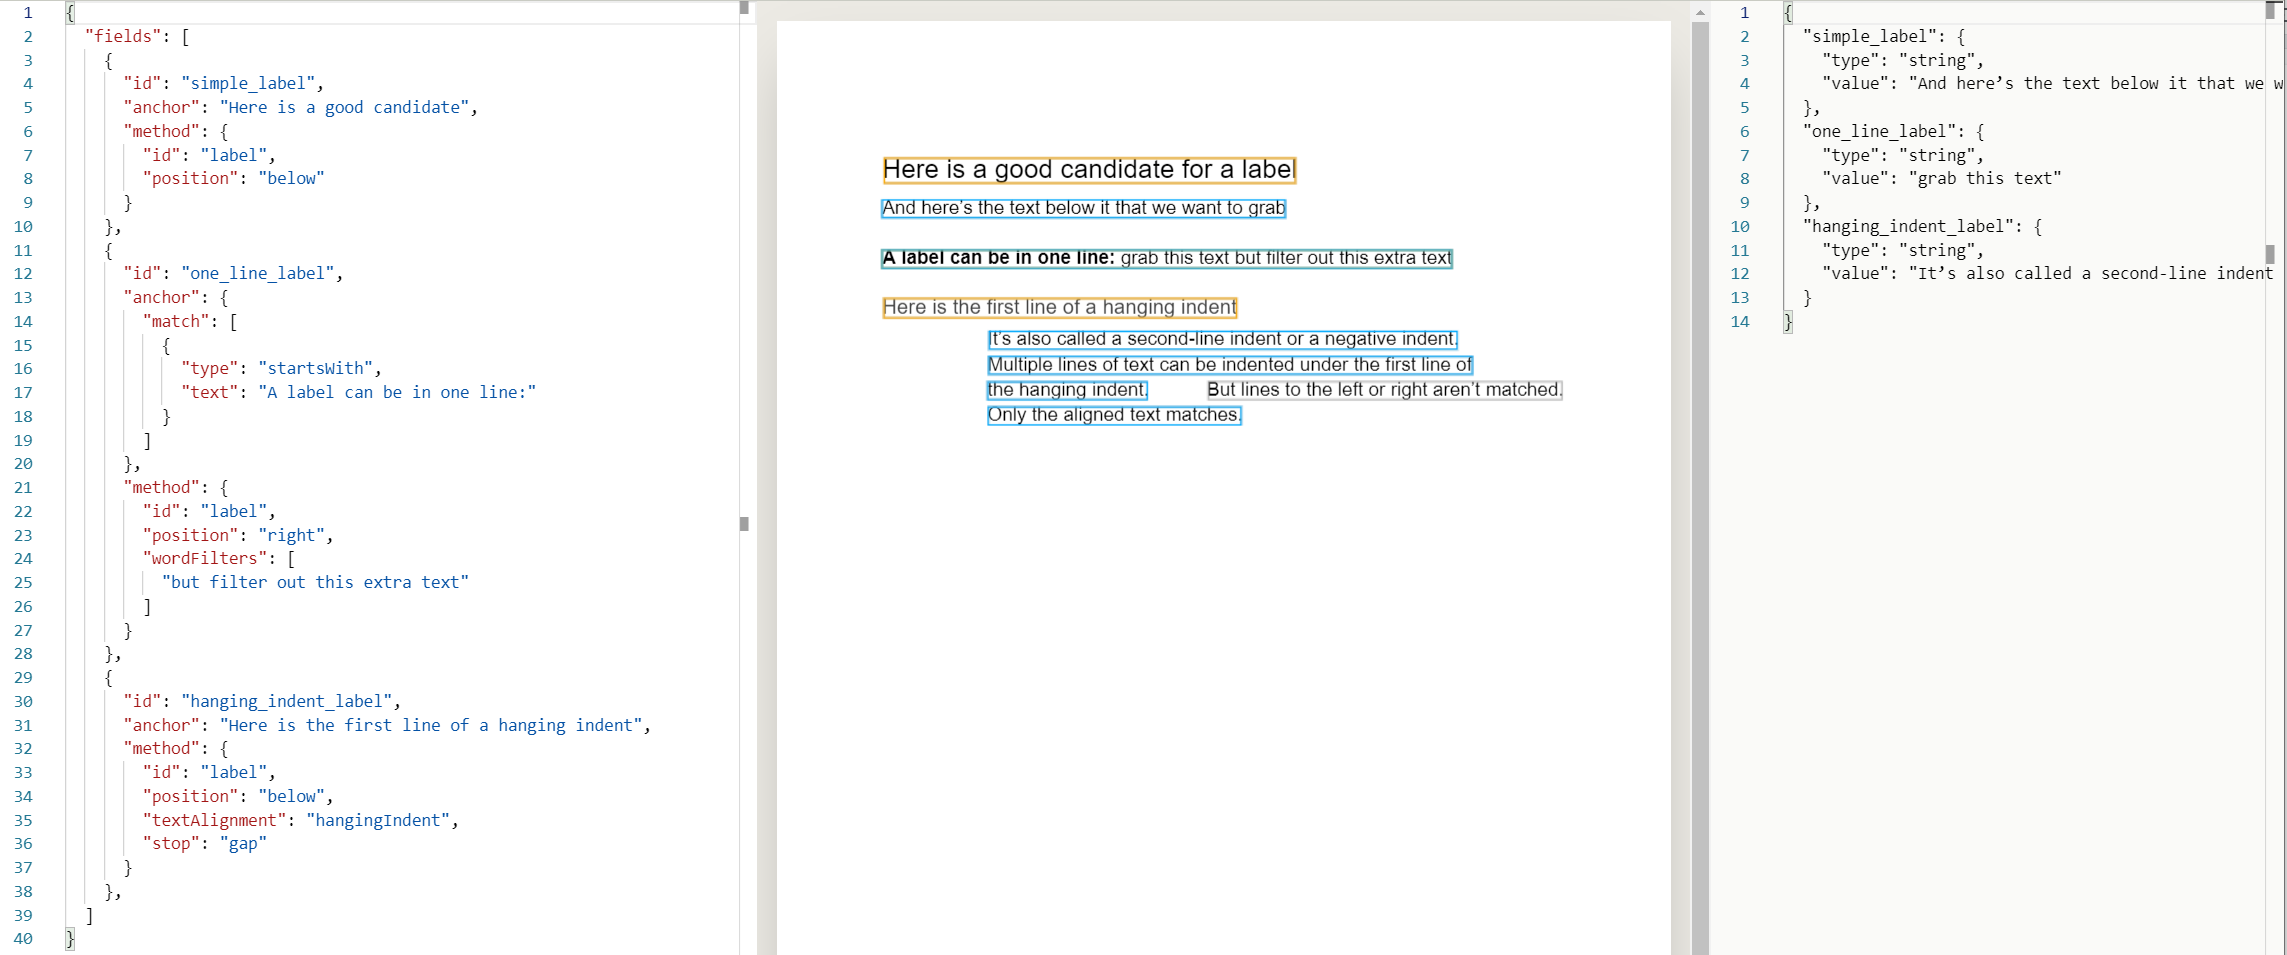 1 {
2 "fields": [
3 {
4 "id": "simple_label",
5 "anchor": "Here is a good candidate",
6 "method": {
7 "id": "label",
8 "position": "below"
9 }
10 },
11 {
12 "id": "one_line_label",
13 "anchor": {
14 "match": [
15 {
16 "type": "startsWith",
17 "text": "A label can be in one line:"
18 }
19 ]
20 },
21 "method": {
22 "id": "label",
23 "position": "right",
24 "wordFilters": [
25 "but filter out this extra text"
26 ]
27 }
28 },
29 {
30 "id": "hanging_indent_label",
31 "anchor": "Here is the first line of a hanging indent",
32 "method": {
33 "id": "label",
34 "position": "below",
35 "textAlignment": "hangingIndent",
36 "stop": "gap"
37 }
38 },
39 ]
40 }
Here is a good candidate for a label
And here’s the text below it that we want to grab
A label can be in one line: grab this text but filter out this extra text
Here is the first line of a hanging indent
It’s also called a second-line indent or a negative indent.
Multiple lines of text can be indented under the first line of
the hanging indent. But lines to the left or right aren’t matched.
Only the aligned text matches.
1 {
2 "simple_label": {
3 "type": "string",
4 "value": "And here’s the text below it that we w
5 },
6 "one_line_label": {
7 "type": "string",
8 "value": "grab this text"
9 },
10 "hanging_indent_label": {
11 "type": "string",
12 "value": "It’s also called a second-line indent
13 }
14 }